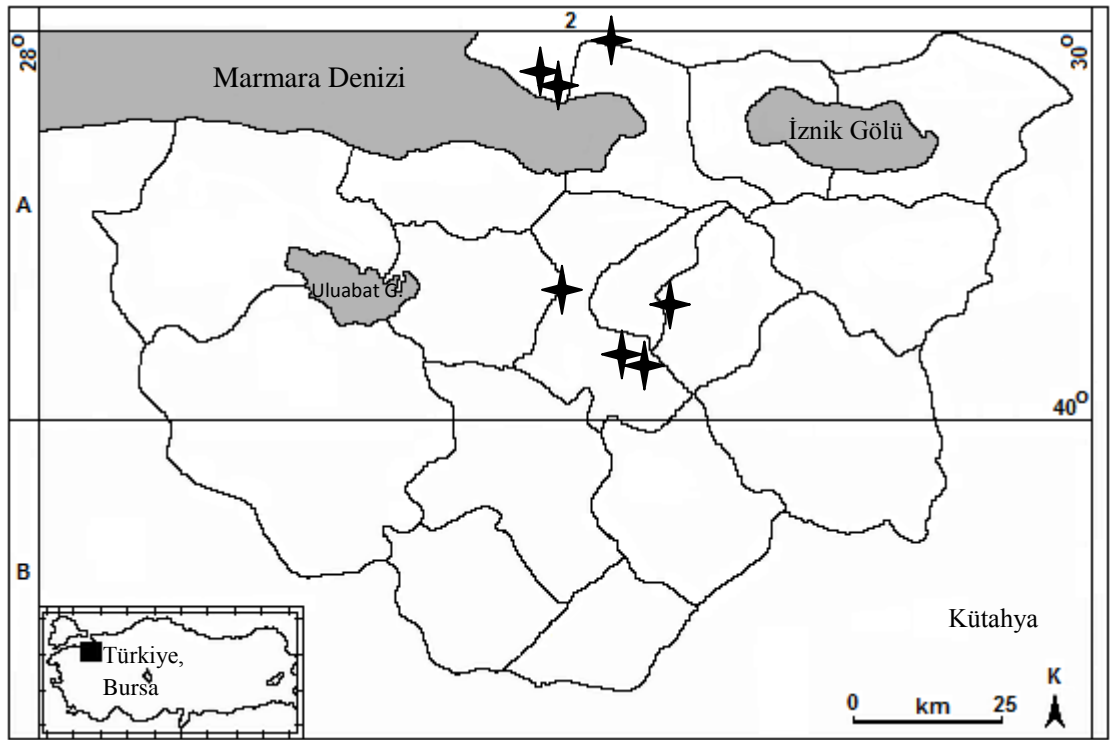 2
28°
30°
Marmara Denizi
İznik Gölü
A
Uluabat G.
40°
B
Kütahya
Türkiye,
Bursa
K
0 km 25